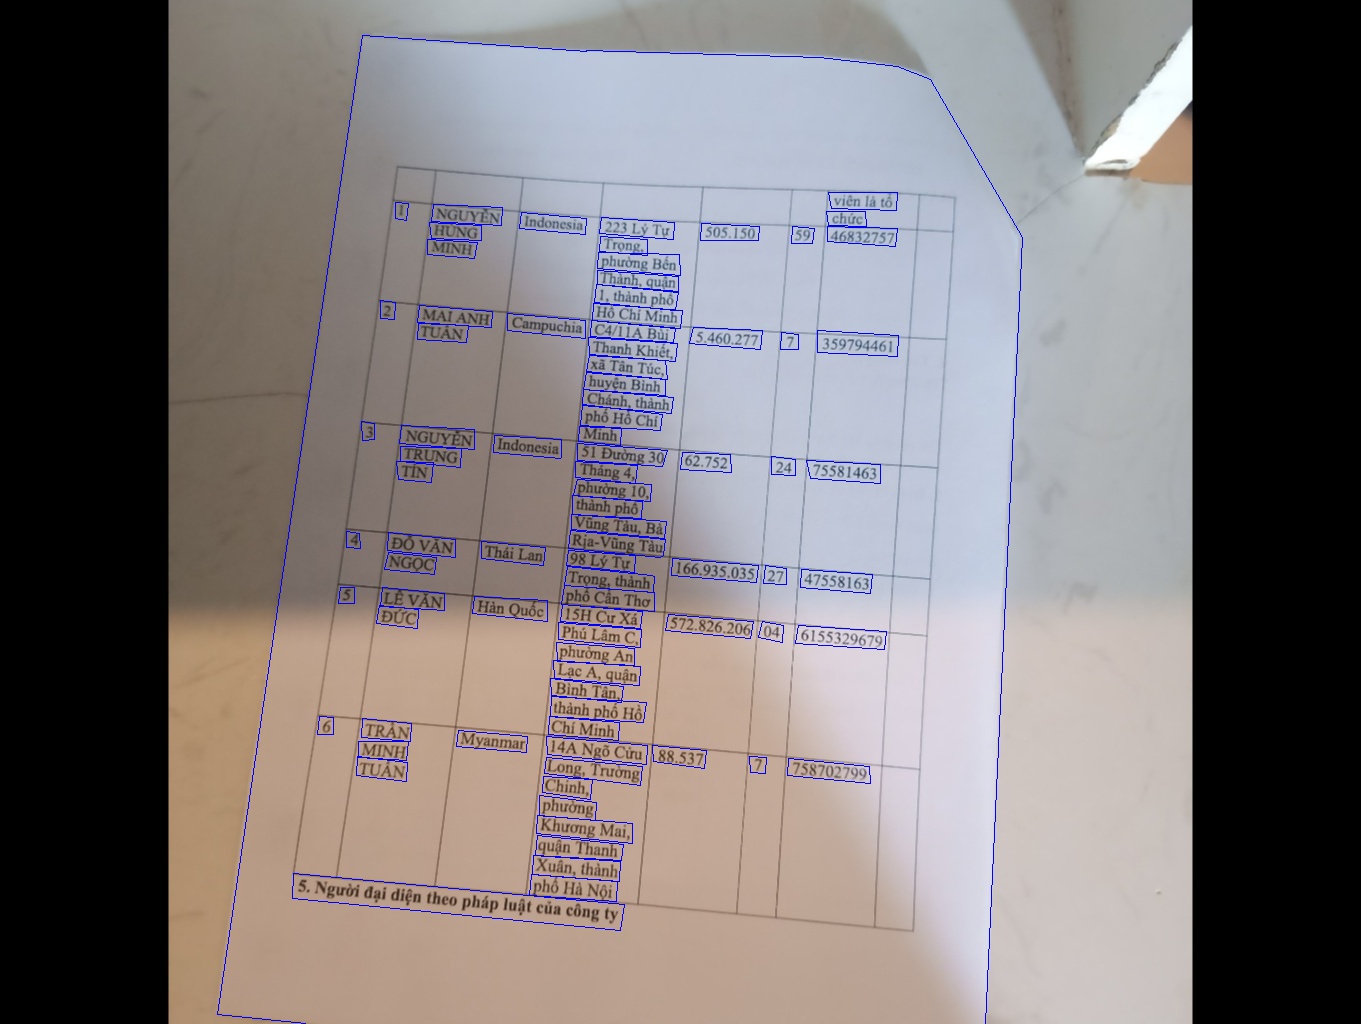 viên là tổ
chức
1 NGUYỄN HÙNG MINH Indonesia 223 Lý Tự Trọng, phường Bến Thành, quận 1, thành phố Hồ Chí Minh 505.150 59 46832757
2 MAI ANH TUẤN Campuchia C4/11A Bùi Thanh Khiết, xã Tân Túc, huyện Bình Chánh, thành phố Hồ Chí Minh 5.460.277 7 359794461
3 NGUYỄN TRUNG TÍN Indonesia 51 Đường 30 Tháng 4, phường 10, thành phố Vũng Tàu, Bà Rịa-Vũng Tàu 62.752 24 75581463
4 ĐỖ VĂN NGỌC Thái Lan 98 Lý Tự Trọng, thành phố Cần Thơ 166.935.035 27 47558163
5 LÊ VĂN ĐỨC Hàn Quốc 15H Cư Xá Phú Lâm C, phường An Lạc A, quận Bình Tân, thành phố Hồ Chí Minh 572.826.206 04 6155329679
6 TRẦN MINH TUẤN Myanmar 14A Ngõ Cửu Long, Trường Chinh, phường Khương Mai, quận Thanh Xuân, thành phố Hà Nội 88.537 7 758702799
5. Người đại diện theo pháp luật của công ty